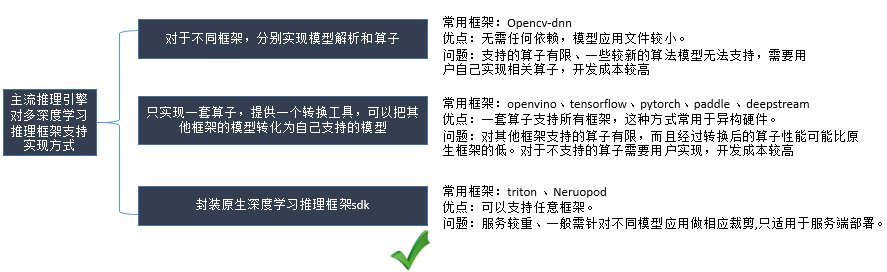 主流推理引擎
对多深度学习
推理框架支持
实现方式
对于不同框架，分别实现模型解析和算子
常用框架：Opencv-dnn
优点：无需任何依赖，模型应用文件较小。
问题：支持的算子有限、一些较新的算法模型无法支持，需要用
户自己实现相关算子，开发成本较高
只实现一套算子，提供一个转换工具，可以把其
他框架的模型转化为自己支持的模型
常用框架：openvino、tensorflow、pytorch、paddle 、deepstream
优点：一套算子支持所有框架，这种方式常用于异构硬件。
问题：对其他框架支持的算子有限，而且经过转换后的算子性能可能比原
生框架的低。对于不支持的算子需要用户实现，开发成本较高
封装原生深度学习推理框架sdk
常用框架：triton 、Neruopod
优点：可以支持任意框架。
问题：服务较重、一般需针对不同模型应用做相应裁剪,只适用于服务端部署。